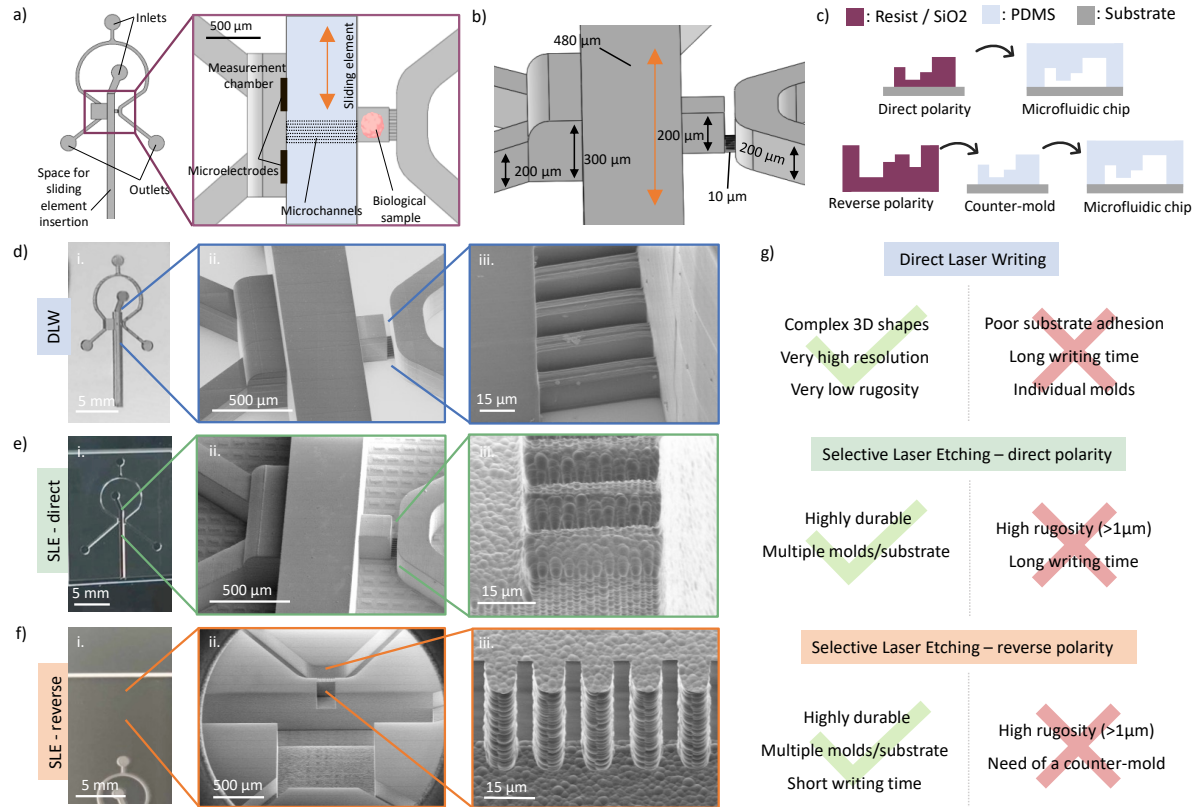 a)
Inlets
Space for
sliding
element
insertion
Outlets
500 µm
Measurement
chamber
Sliding element
Microelectrodes
Microchannels
Biological
sample
b)
480 µm
200 µm
300 µm
200 µm
10 µm
200 µm
c)
: Resist / SiO2
: PDMS
: Substrate
Direct polarity
Microfluidic chip
Reverse polarity
Counter-mold
Microfluidic chip
d)
DLW
i.
5 mm
ii.
500 µm
iii.
15 µm
e)
SLE - direct
i.
5 mm
ii.
500 µm
iii.
15 µm
f)
SLE - reverse
i.
5 mm
ii.
500 µm
iii.
15 µm
g)
Direct Laser Writing
Complex 3D shapes
Very high resolution
Very low rugosity
Poor substrate adhesion
Long writing time
Individual molds
Selective Laser Etching – direct polarity
Highly durable
Multiple molds/substrate
High rugosity (>1µm)
Long writing time
Selective Laser Etching – reverse polarity
Highly durable
Multiple molds/substrate
Short writing time
High rugosity (>1µm)
Need of a counter-mold